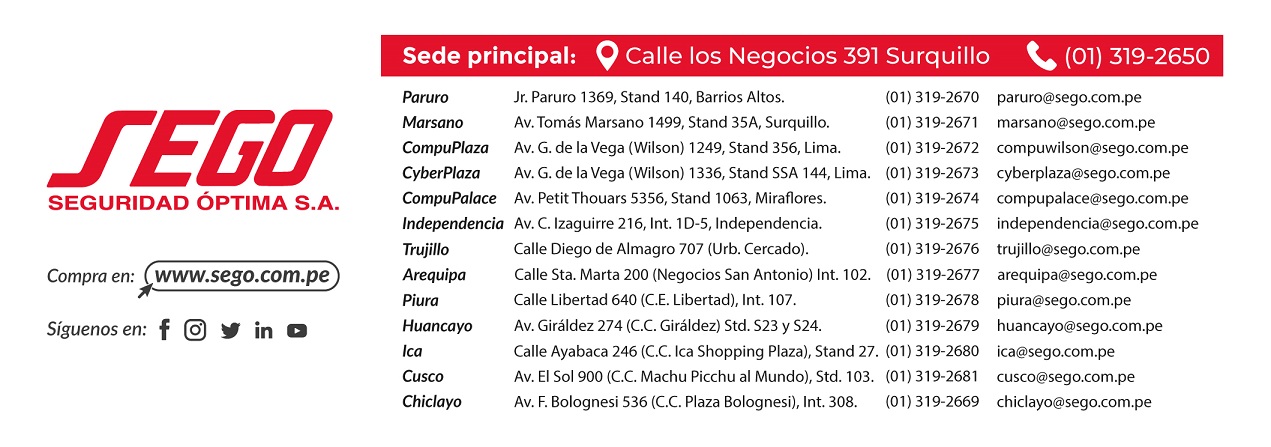 SEGO
SEGURIDAD ÓPTIMA S.A.
Compra en: www.sego.com.pe
Síguenos en:
Sede principal: Calle los Negocios 391 Surquillo (01) 319-2650
Paruro Jr. Paruro 1369, Stand 140, Barrios Altos. (01) 319-2670 paruro@sego.com.pe
Marsano Av. Tomás Marsano 1499, Stand 35A, Surquillo. (01) 319-2671 marsano@sego.com.pe
CompuPlaza Av. G. de la Vega (Wilson) 1249, Stand 356, Lima. (01) 319-2672 compuwilson@sego.com.pe
CyberPlaza Av. G. de la Vega (Wilson) 1336, Stand SSA 144, Lima. (01) 319-2673 cyberplaza@sego.com.pe
CompuPalace Av. Petit Thouars 5356, Stand 1063, Miraflores. (01) 319-2674 compupalace@sego.com.pe
Independencia Av. C. Izaguirre 216, Int. 1D-5, Independencia. (01) 319-2675 independencia@sego.com.pe
Trujillo Calle Diego de Almagro 707 (Urb. Cercado). (01) 319-2676 trujillo@sego.com.pe
Arequipa Calle Sta. Marta 200 (Negocios San Antonio) Int. 102. (01) 319-2677 arequipa@sego.com.pe
Piura Calle Libertad 640 (C.E. Libertad), Int. 107. (01) 319-2678 piura@sego.com.pe
Huancayo Av. Giráldez 274 (C.C. Giráldez) Std. S23 y S24. (01) 319-2679 huancayo@sego.com.pe
Ica Calle Ayabaca 246 (C.C. Ica Shopping Plaza), Stand 27. (01) 319-2680 ica@sego.com.pe
Cusco Av. El Sol 900 (C.C. Machu Picchu al Mundo), Std. 103. (01) 319-2681 cusco@sego.com.pe
Chiclayo Av. F. Bolognesi 536 (C.C. Plaza Bolognesi), Int. 308. (01) 319-2669 chiclayo@sego.com.pe